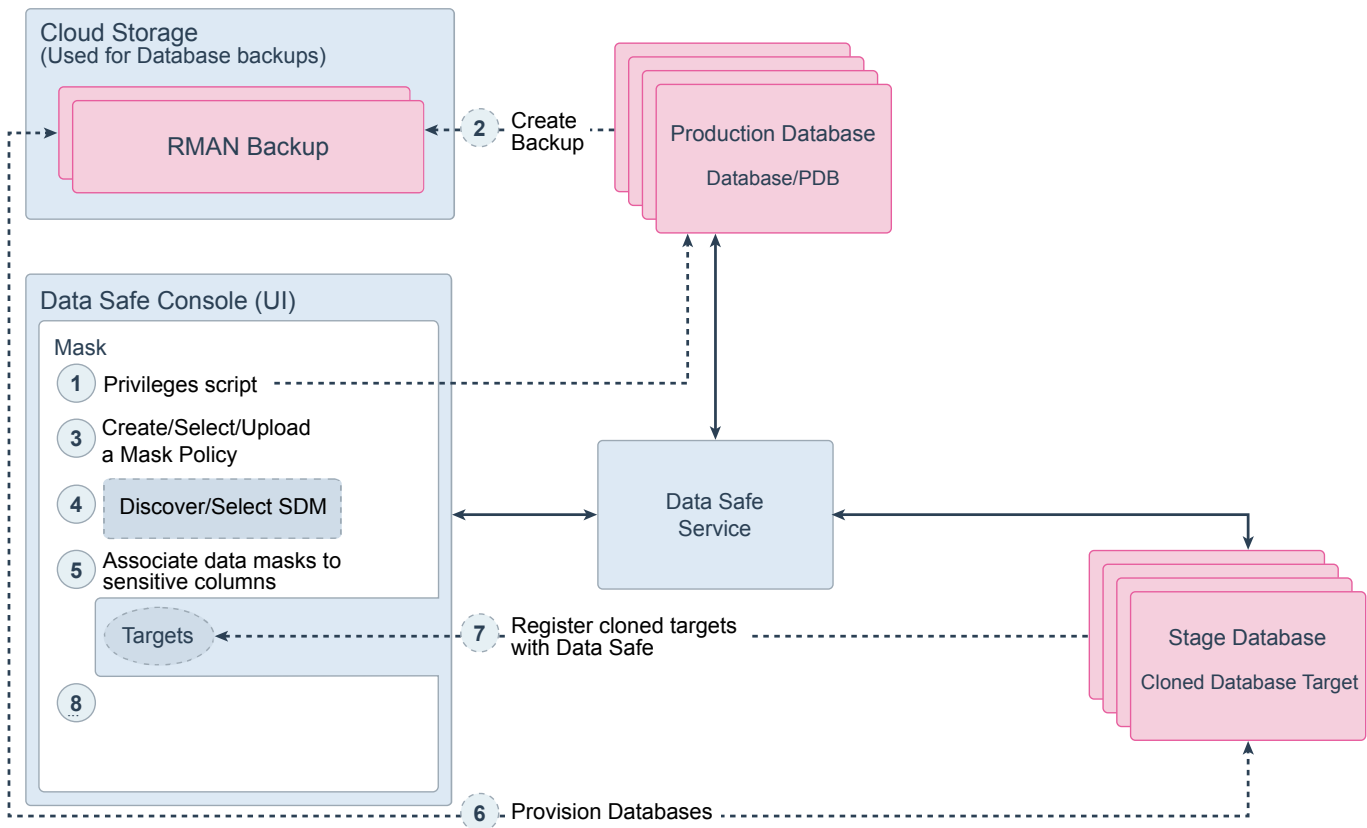 Cloud Storage
(Used for Database backups)
RMAN Backup
2
Create
Backup
Production Database
Database/PDB
Data Safe Console (UI)
Mask
1
Privileges script
3
Create/Select/Upload
a Mask Policy
4
Discover/Select SDM
5
Associate data masks to
sensitive columns
Targets
8
Data Safe
Service
7
Register cloned targets
with Data Safe
Stage Database
Cloned Database Target
6
Provision Databases